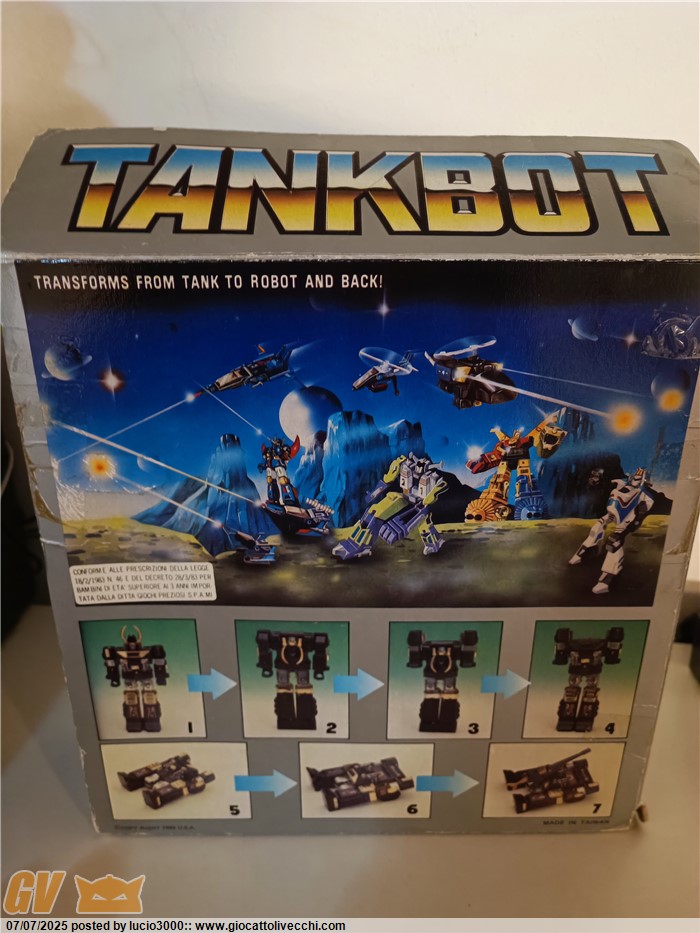 TANKBOT
TRANSFORMS FROM TANK TO ROBOT AND BACK!
CONFORME ALLE PRESCRIZIONI DELLA LEGGE
18/2/1983 N. 46 E DEL DECRETO 28/3/83 PER
BAMBINI DI ETA' SUPERIORE AI 3 ANNI IMPOR-
TATA DALLA DITTA GIOCHI PREZIOSI S.P.A. MI
1
2
3
4
5
6
7
MADE IN TAIWAN
GV
07/07/2025 posted by lucio3000:: www.giocattolivecchi.com